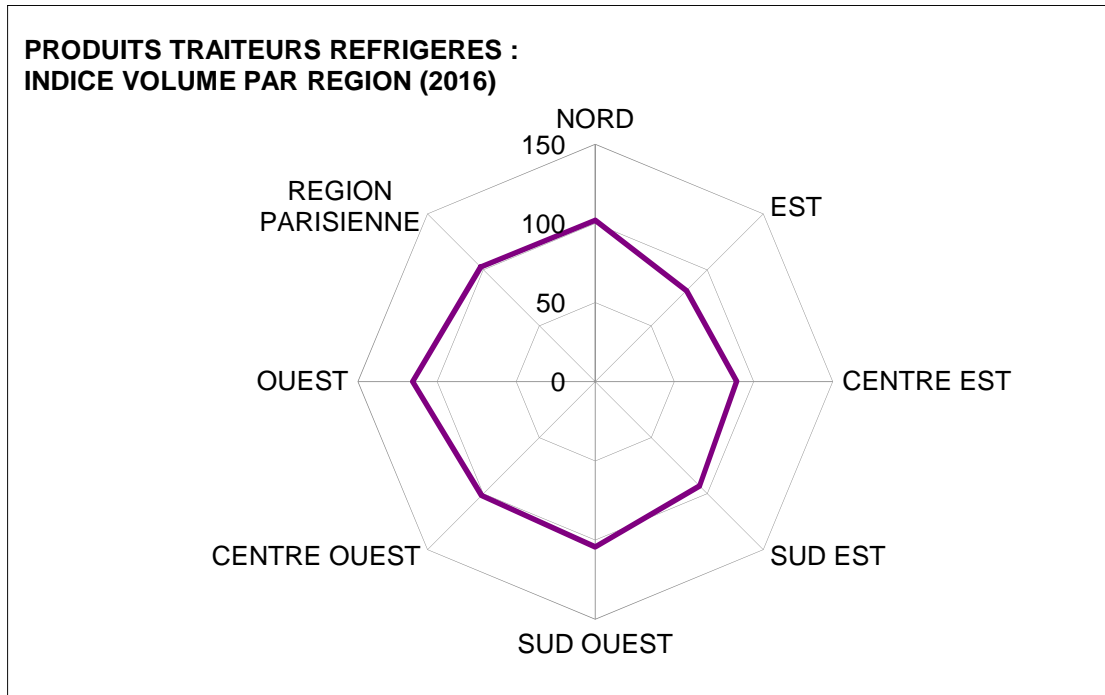 PRODUITS TRAITEURS REFRIGERES :
INDICE VOLUME PAR REGION (2016)
NORD
150
REGION
PARISIENNE
EST
100
50
OUEST
0
CENTRE EST
CENTRE OUEST
SUD EST
SUD OUEST